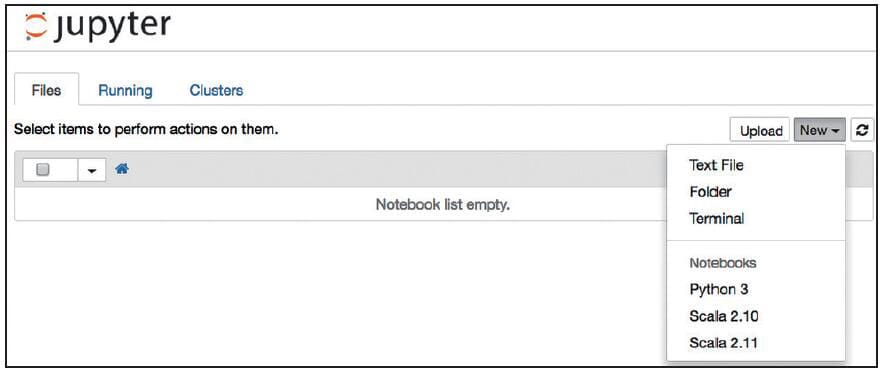 jupyter
Files Running Clusters
Select items to perform actions on them.
Upload New
Notebook list empty.
Text File
Folder
Terminal
Notebooks
Python 3
Scala 2.10
Scala 2.11